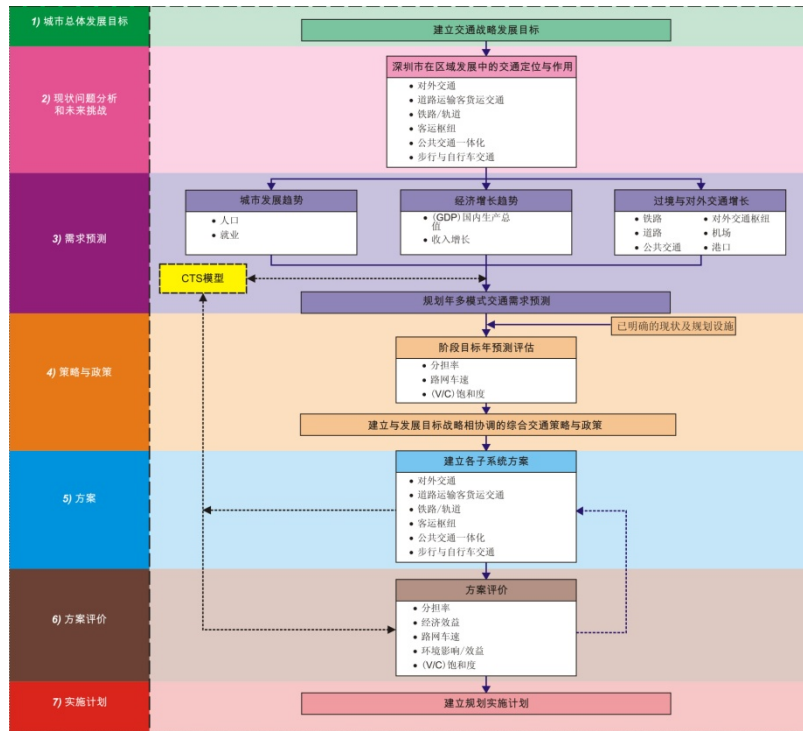 1) 城市总体发展目标
建立交通战略发展目标
2) 现状问题分析
和未来挑战
深圳市在区域发展中的交通定位与作用
• 对外交通
• 道路运输客货运交通
• 铁路/轨道
• 客运枢纽
• 公共交通一体化
• 步行与自行车交通
3) 需求预测
城市发展趋势
• 人口
• 就业
经济增长趋势
• (GDP)国内生产总
值
• 收入增长
过境与对外交通增长
• 铁路
• 道路
• 公共交通
• 对外交通枢纽
• 机场
• 港口
CTS模型
规划年多模式交通需求预测
4) 策略与政策
已明确的现状及规划设施
阶段目标年预测评估
• 分担率
• 路网车速
• (V/C)饱和度
建立与发展目标战略相协调的综合交通策略与政策
5) 方案
建立各子系统方案
• 对外交通
• 道路运输客货运交通
• 铁路/轨道
• 客运枢纽
• 公共交通一体化
• 步行与自行车交通
6) 方案评价
方案评价
• 分担率
• 经济效益
• 路网车速
• 环境影响/效益
• (V/C)饱和度
7) 实施计划
建立规划实施计划